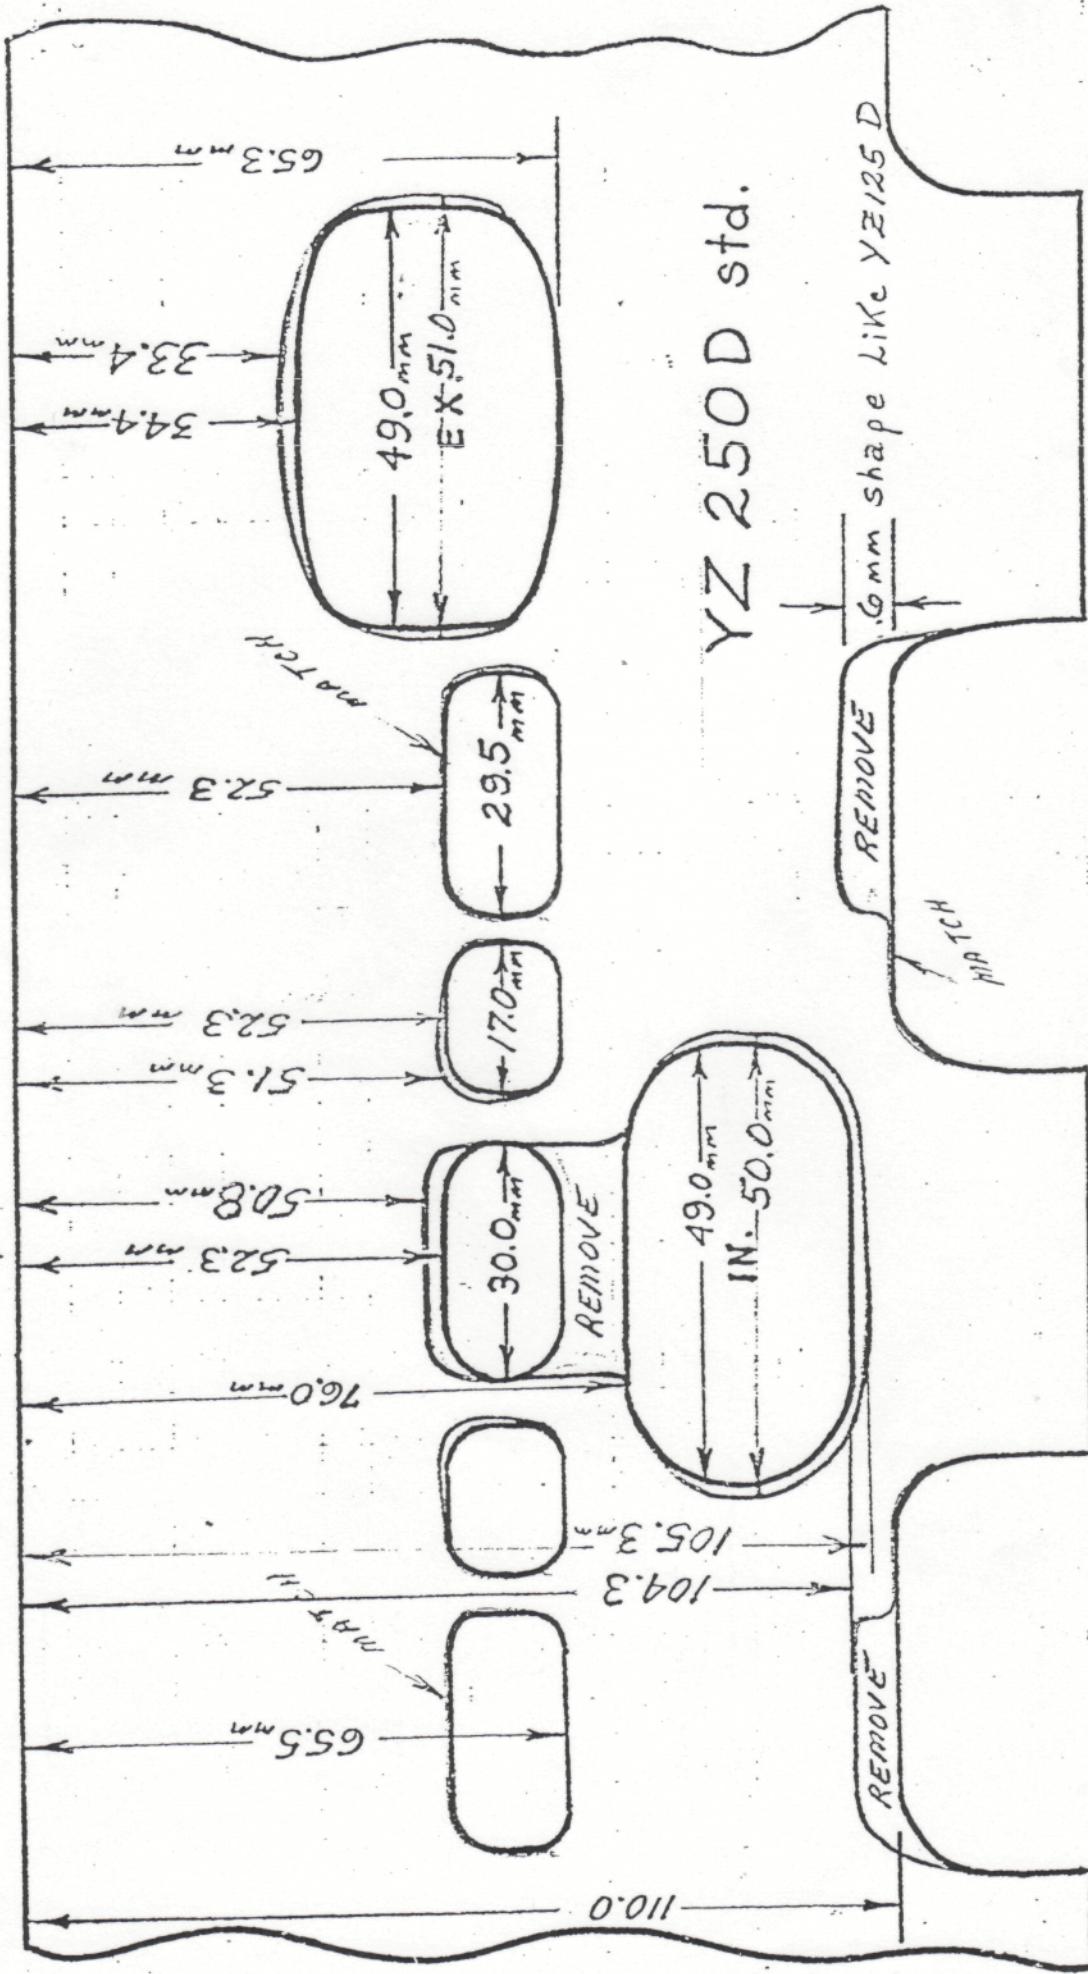 65.3 mm
33.4 mm
34.4 mm
49.0 mm
EX. 51.0 mm
MATCH
52.3 mm
29.5 mm
52.3 mm
51.3 mm
17.0 mm
50.8 mm
52.3 mm
30.0 mm
REMOVE
76.0 mm
49.0 mm
IN. 50.0 mm
105.3 mm
104.3
MATCH
65.5 mm
110.0
YZ 250D std.
.6mm shape Like YZ125 D
REMOVE
MATCH
REMOVE